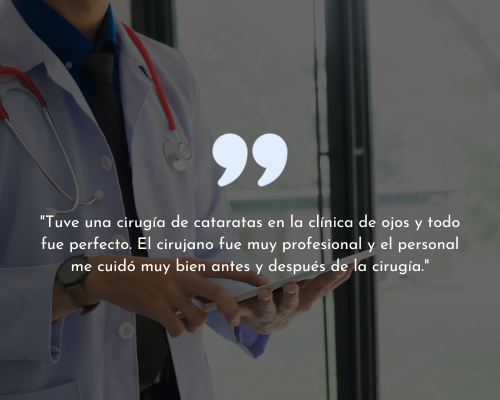 "Tuve una cirugía de cataratas en la clínica de ojos y todo
fue perfecto. El cirujano fue muy profesional y el personal
me cuidó muy bien antes y después de la cirugía."